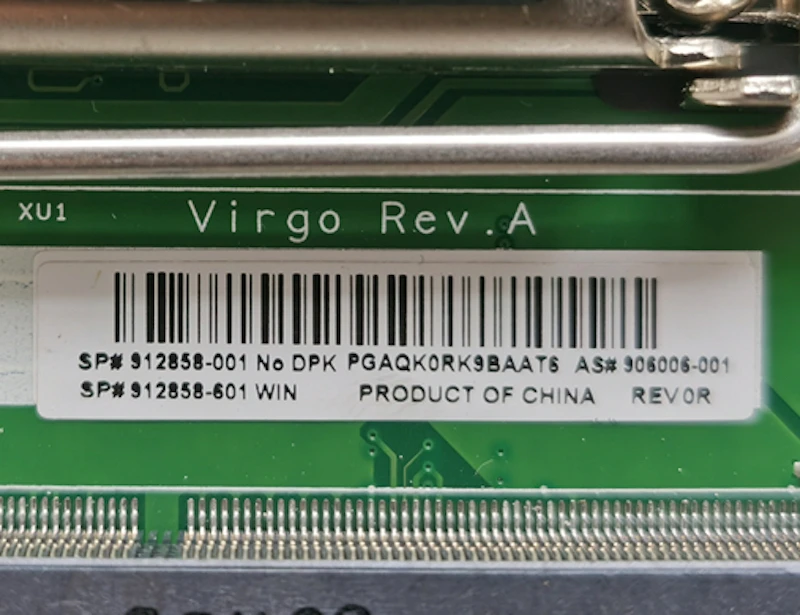 XU1
Virgo Rev.A
SP# 912858-001 No DPK PGAQK0RK9BAAT6 AS# 906006-001
SP# 912858-601 WIN PRODUCT OF CHINA REV0R